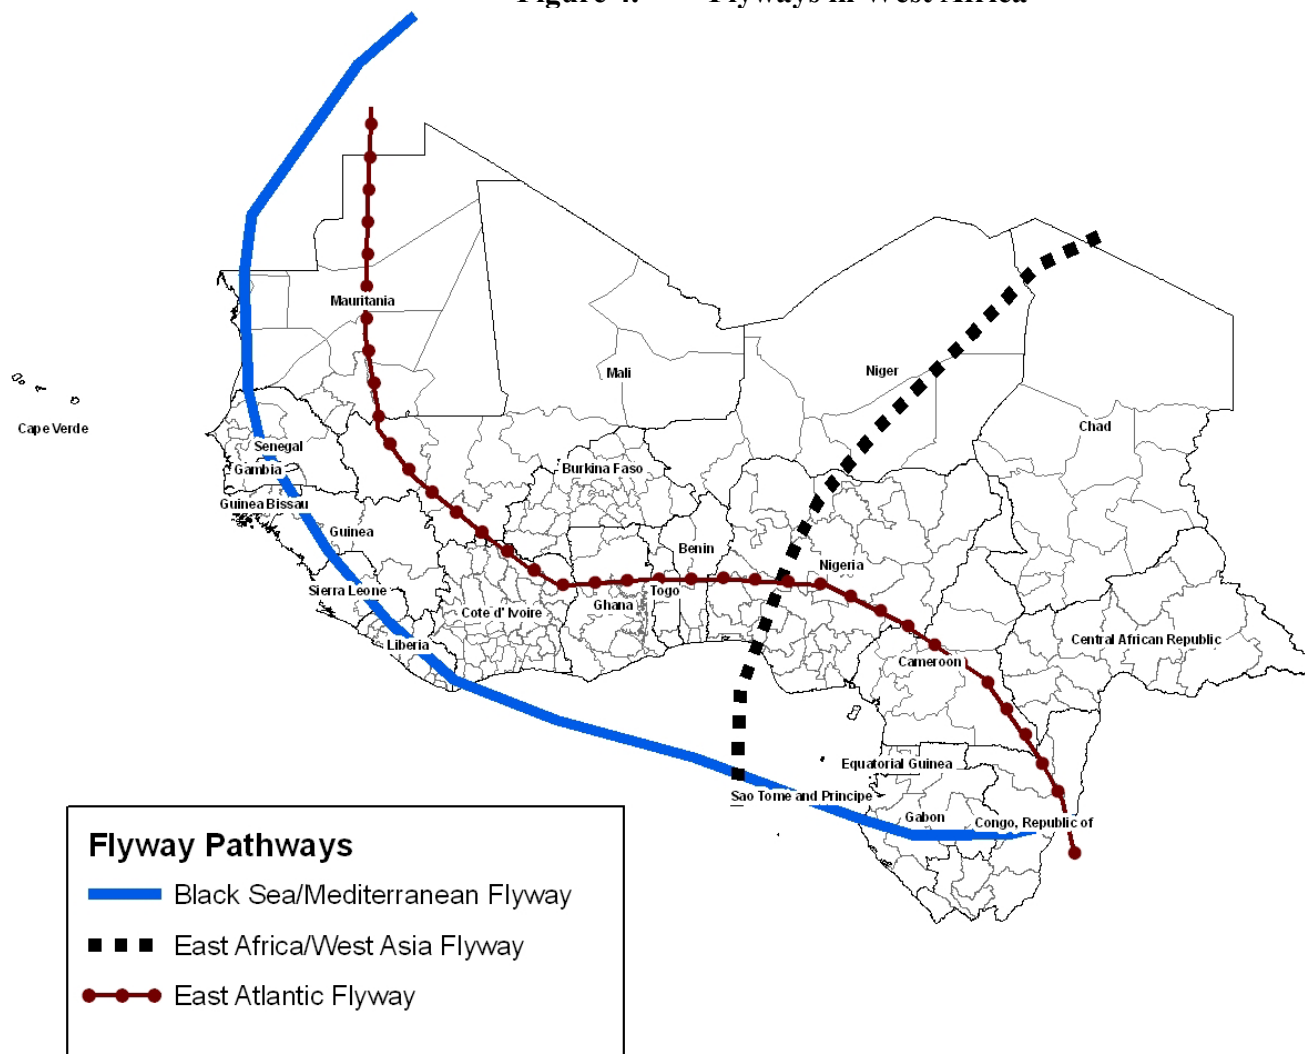 Figure 4. Flyways in West Africa
Mauritania
Mali
Niger
Cape Verde
Chad
Senegal
Gambia
Burkina Faso
Guinea Bissau
Guinea
Benin
Nigeria
Sierra Leone
Togo
Ghana
Cote d' Ivoire
Liberia
Central African Republic
Cameroon
Equatorial Guinea
Sao Tome and Principe
Gabon
Congo, Republic of
Flyway Pathways
Black Sea/Mediterranean Flyway
East Africa/West Asia Flyway
East Atlantic Flyway